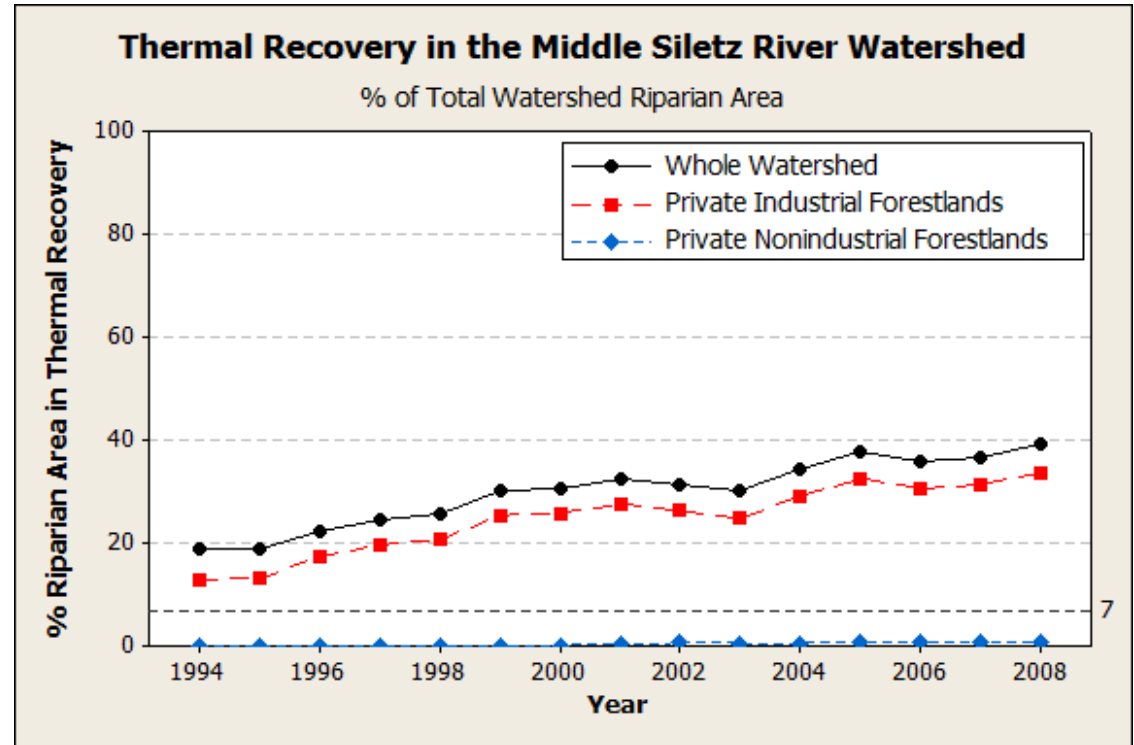 Thermal Recovery in the Middle Siletz River Watershed
% of Total Watershed Riparian Area
% Riparian Area in Thermal Recovery
100
80
60
40
20
0
Whole Watershed
Private Industrial Forestlands
Private Nonindustrial Forestlands
7
1994 1996 1998 2000 2002 2004 2006 2008
Year